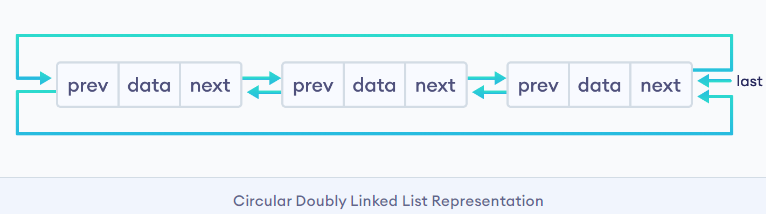 prev data next prev data next prev data next
last
Circular Doubly Linked List Representation